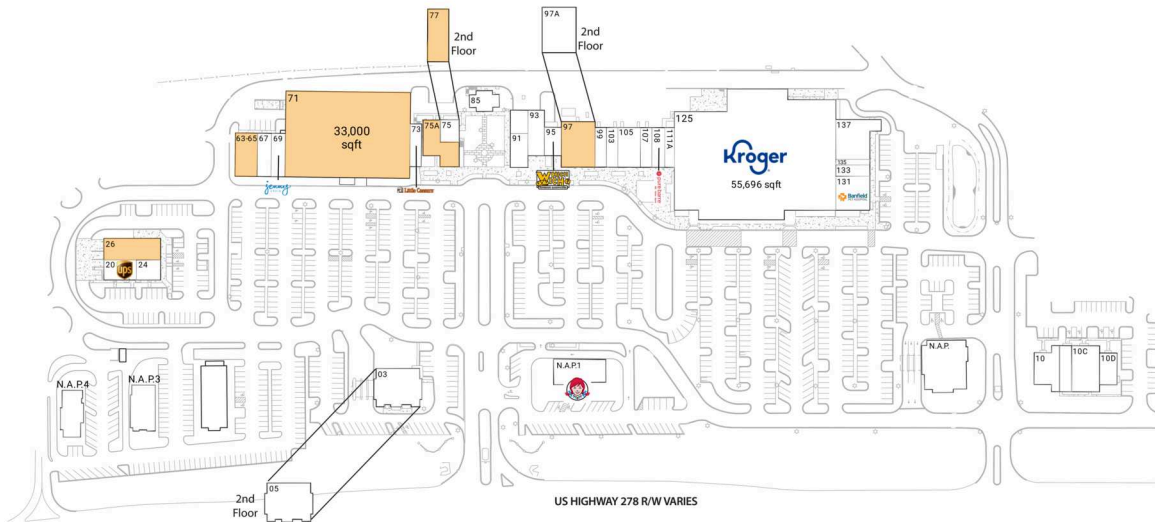 77
2nd
Floor
97A
2nd
Floor
71
33,000
sqft
63-65
67
69
73
75A
75
85
91
93
95
97
99
103
105
107
108
111A
125
Kroger
55,696 sqft
137
135
133
131
Banfield
jenny
Little Caesars
26
20
ups
24
N.A.P.4
N.A.P.3
03
N.A.P.1
N.A.P.
10
10C
10D
05
2nd
Floor
US HIGHWAY 278 R/W VARIES